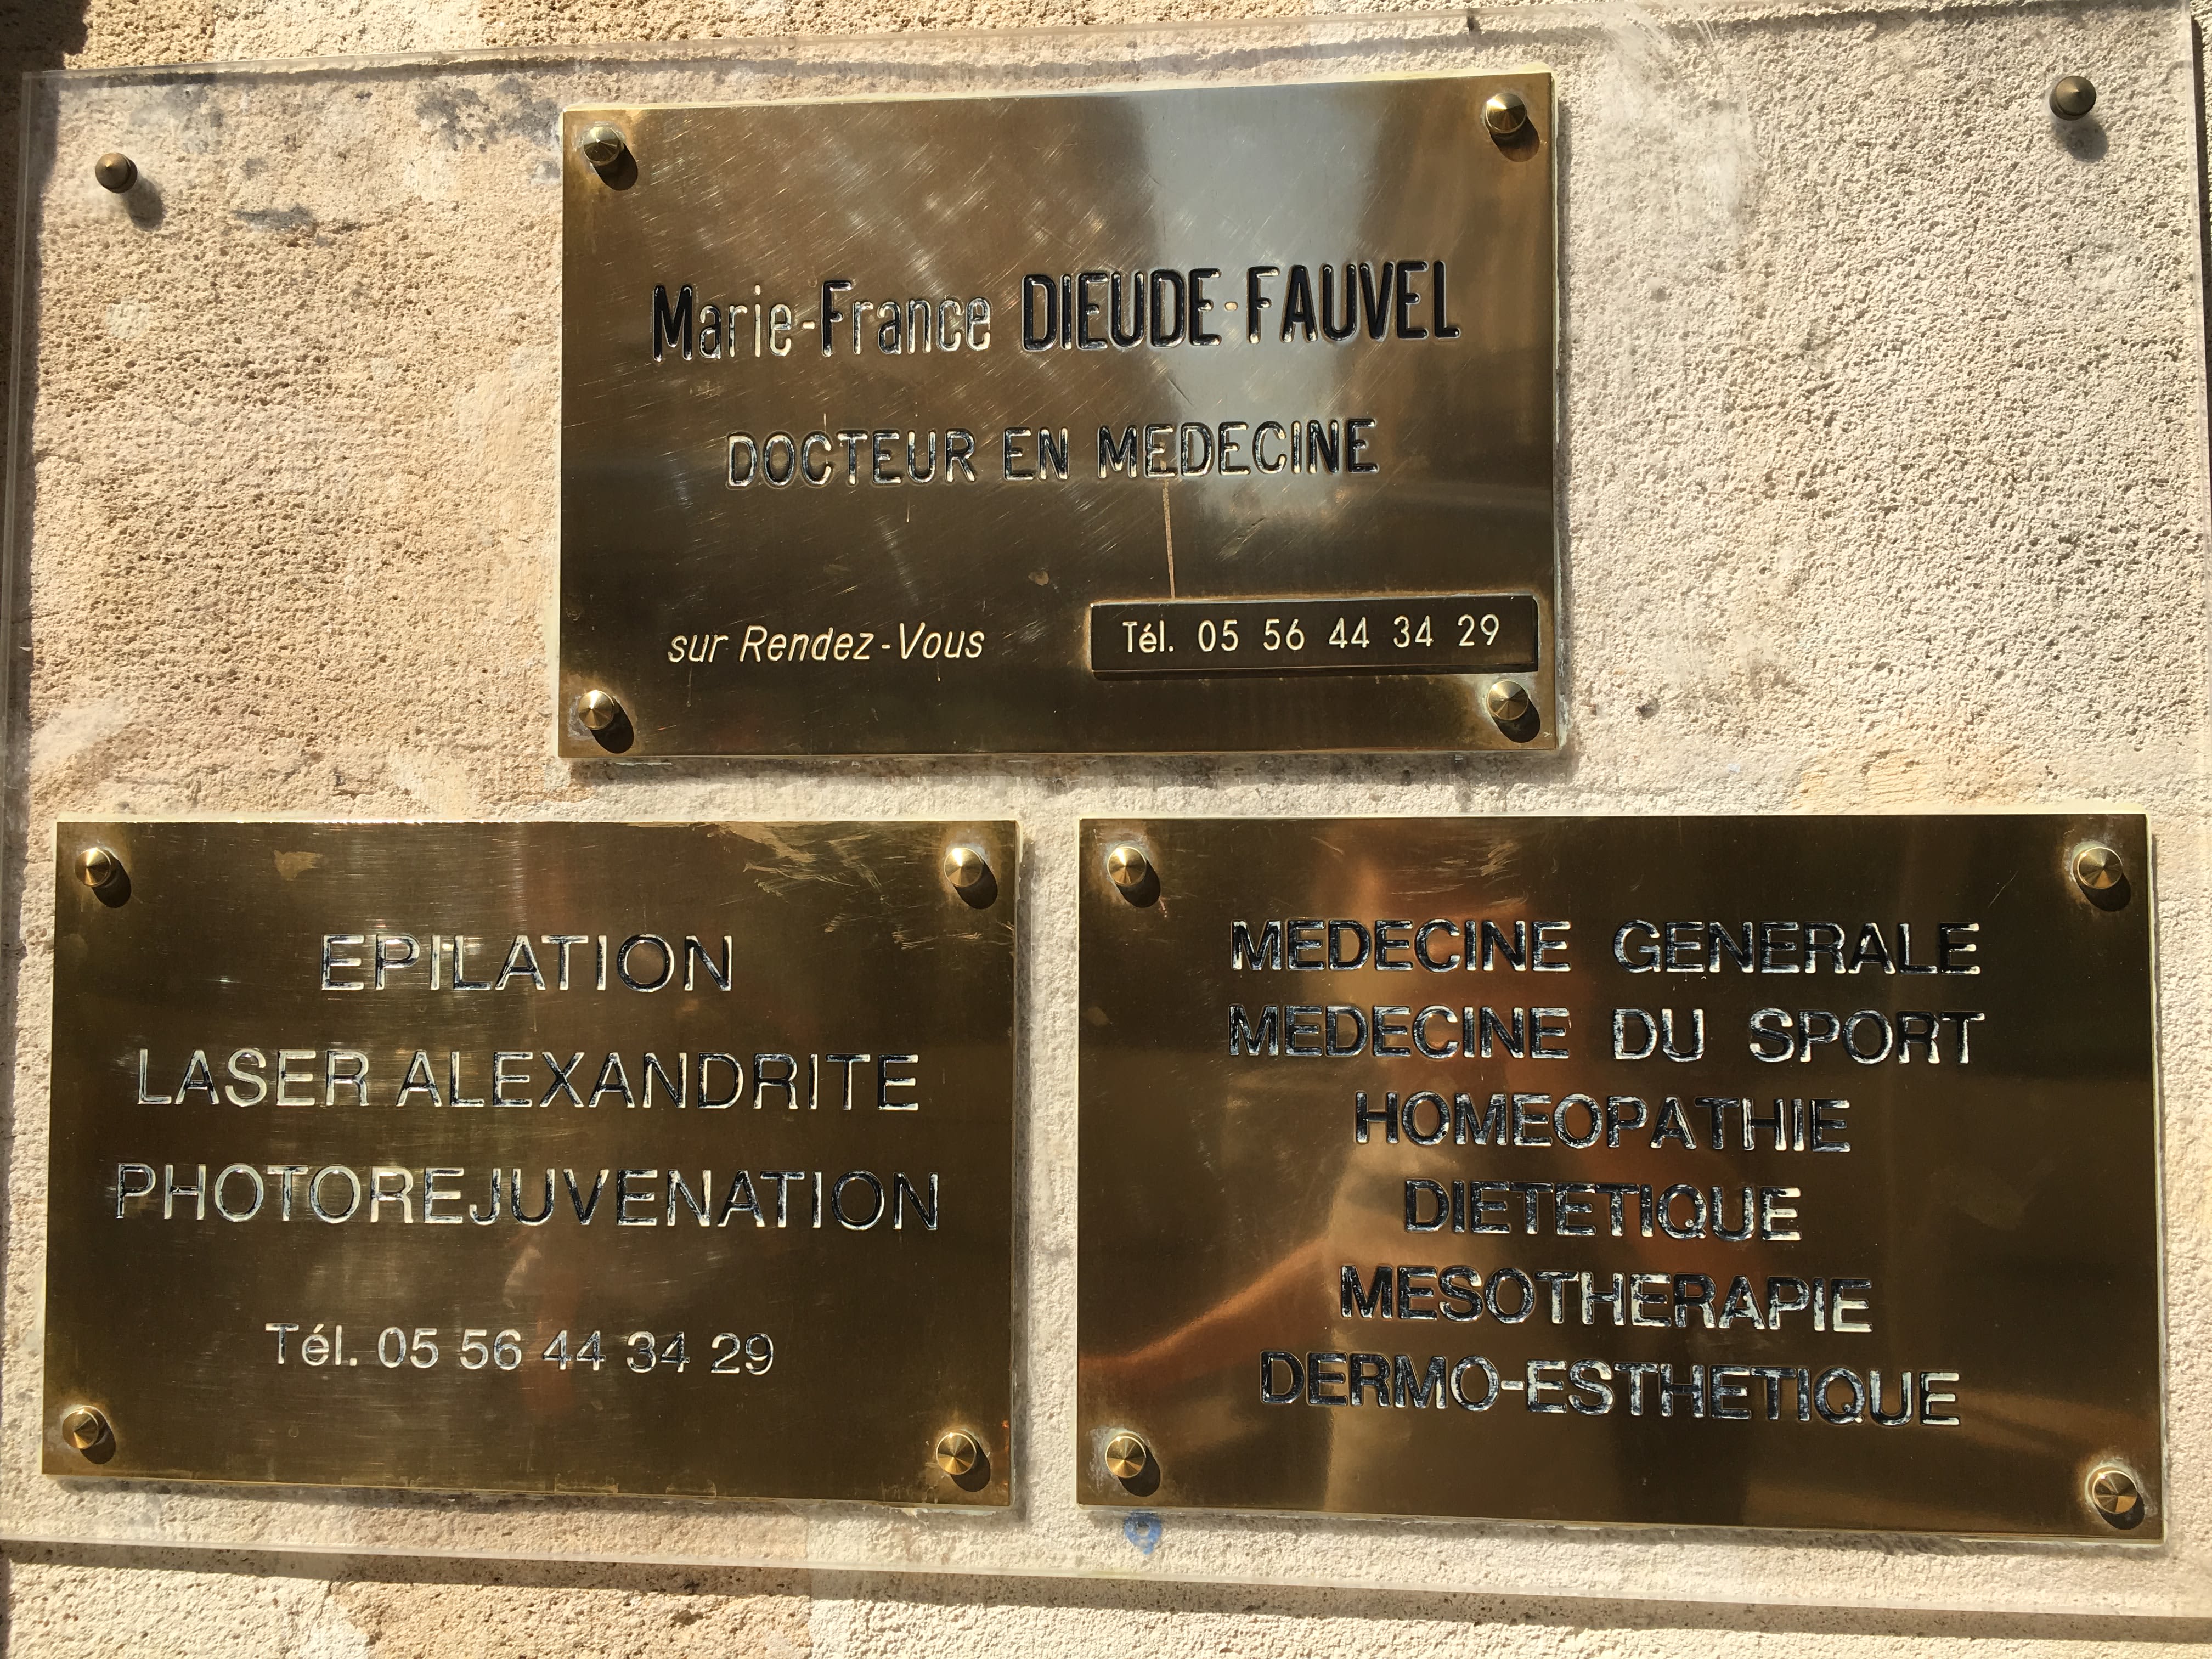 Marie-France DIEUDE-FAUVEL
DOCTEUR EN MEDECINE
sur Rendez-Vous
Tél. 05 56 44 34 29
EPILATION
LASER ALEXANDRITE
PHOTOREJUVENATION
Tél. 05 56 44 34 29
MEDECINE GENERALE
MEDECINE DU SPORT
HOMEOPATHIE
DIETETIQUE
MESOTHERAPIE
DERMO-ESTHETIQUE